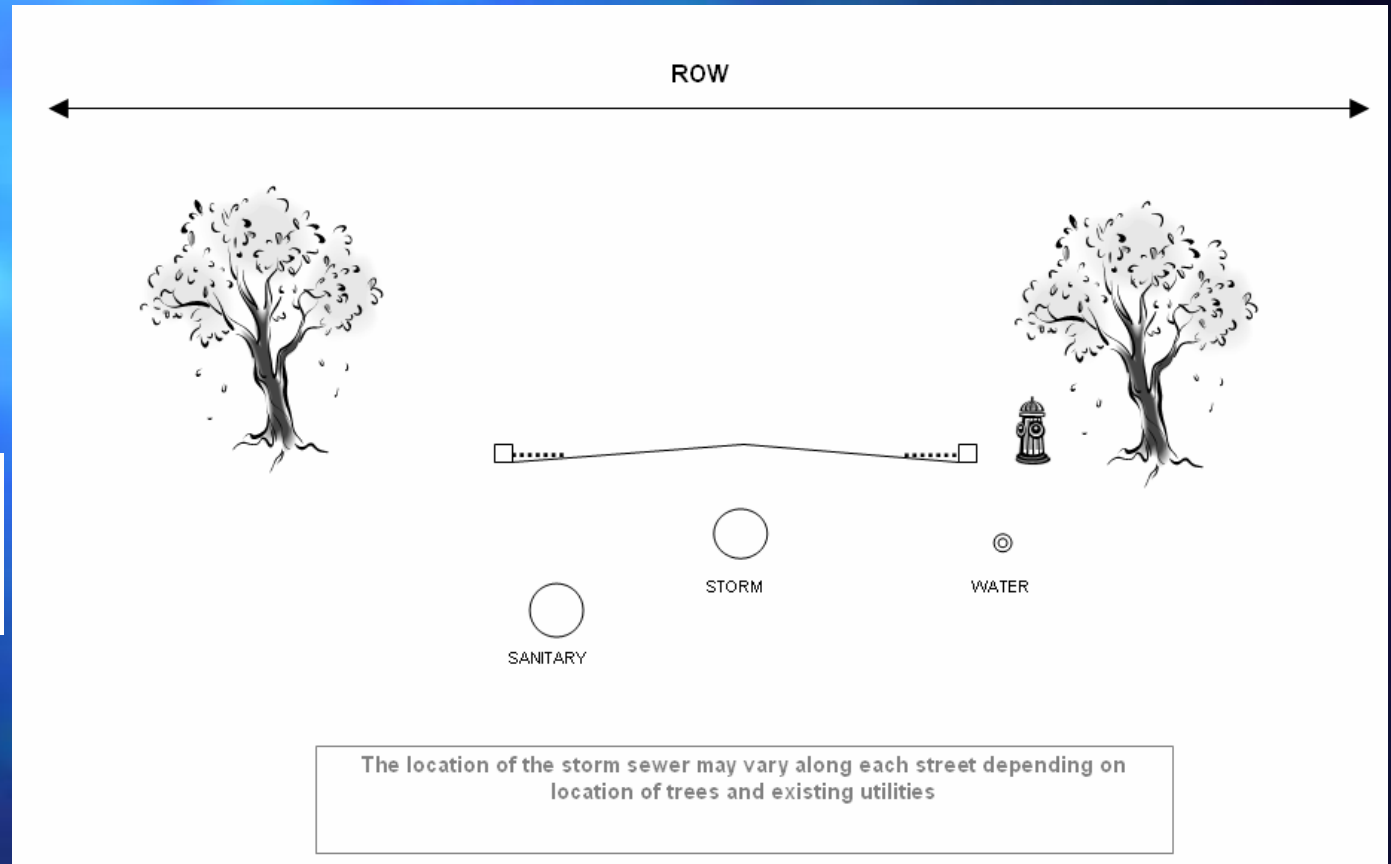 ROW
STORM
WATER
SANITARY
The location of the storm sewer may vary along each street depending on
location of trees and existing utilities